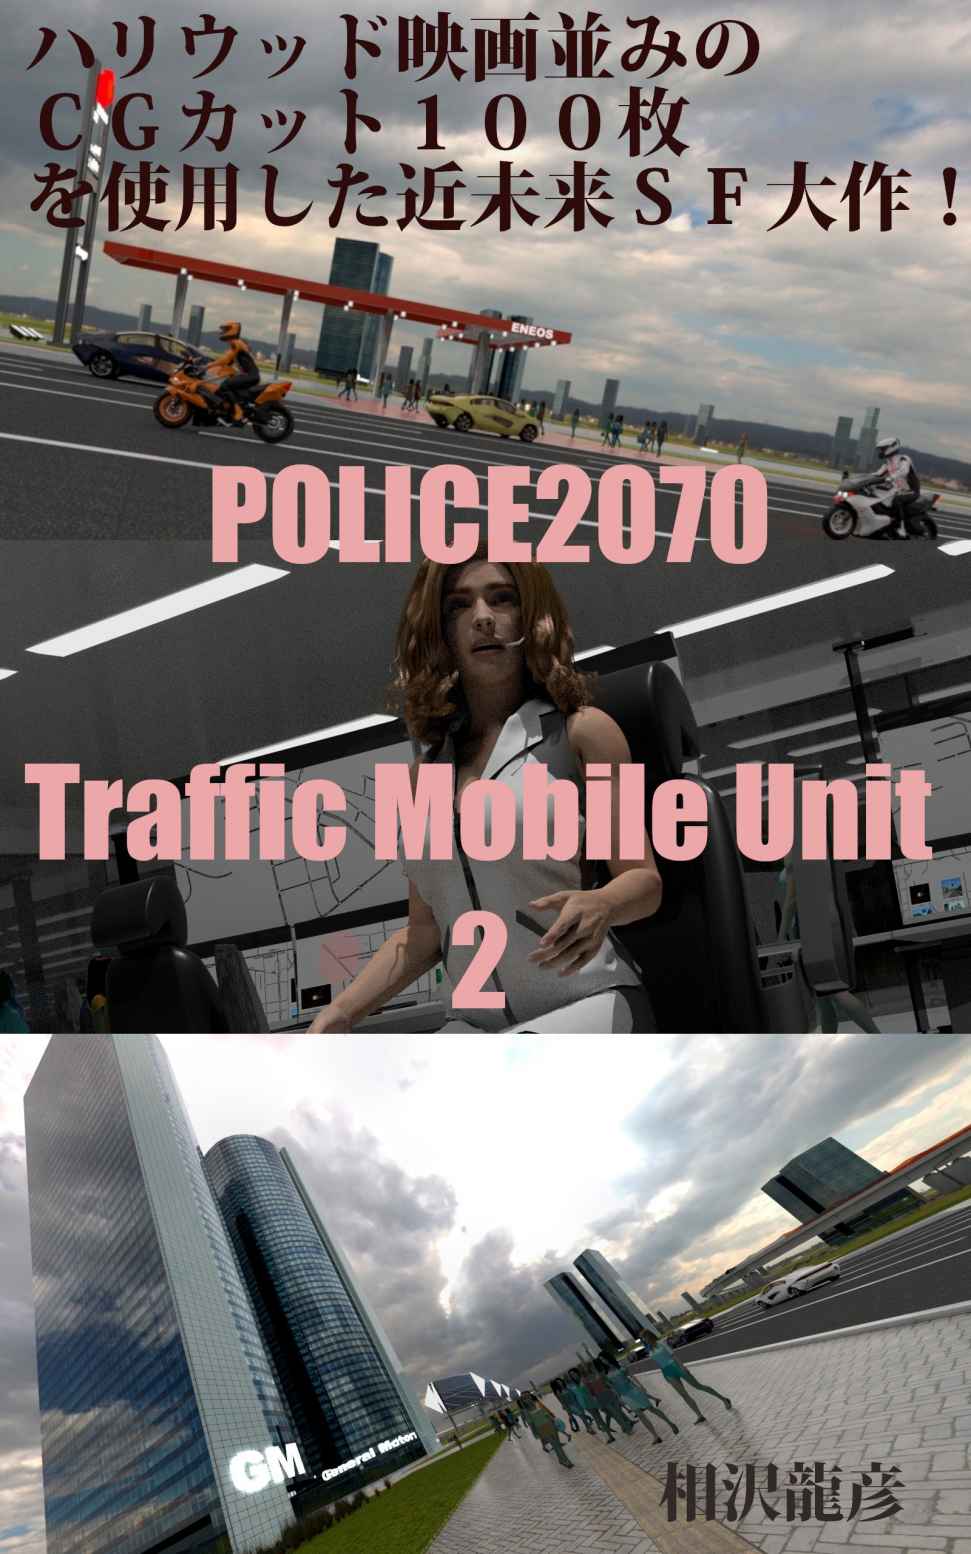 ハリウッド映画並みの
ＣＧカット１００枚
を使用した近未来ＳＦ大作！
ENEOS
POLICE2070
Traffic Mobile Unit
2
GM
General Motors
相沢龍彦